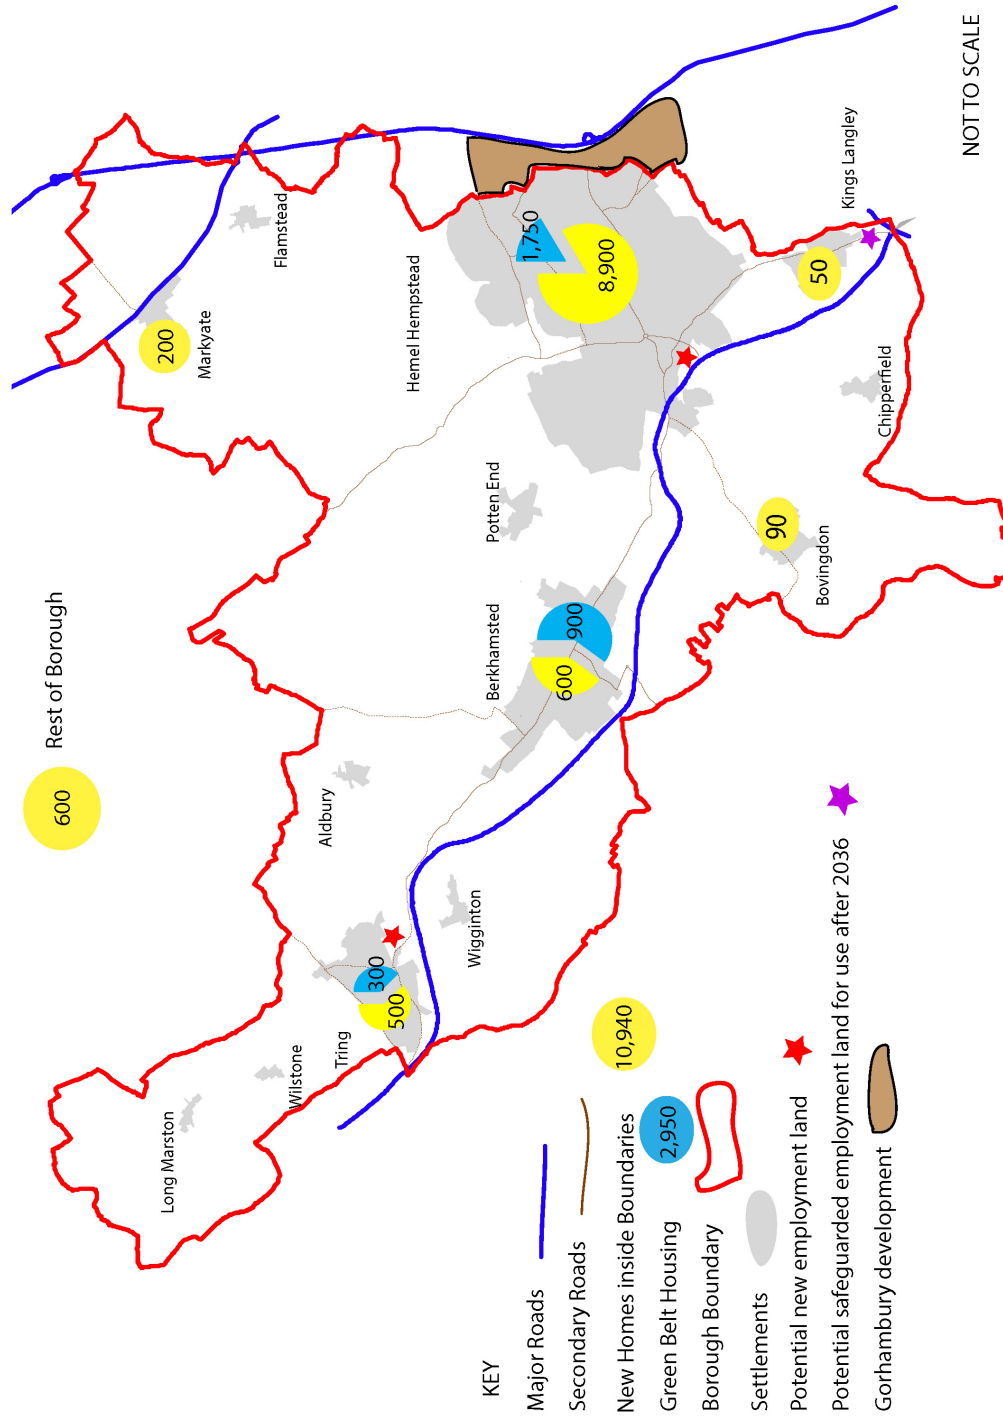 600
Rest of Borough
Long Marston
Wilstone
Tring
500
300
Aldbury
Wigginton
Berkhamsted
600
900
Potten End
Hemel Hempstead
1,750
8,900
Markyate
200
Flamstead
Bovingdon
90
Chipperfield
Kings Langley
50
KEY
Major Roads
Secondary Roads
New Homes inside Boundaries
10,940
Green Belt Housing
2,950
Borough Boundary
Settlements
Potential new employment land
Potential safeguarded employment land for use after 2036
Gorhambury development
NOT TO SCALE